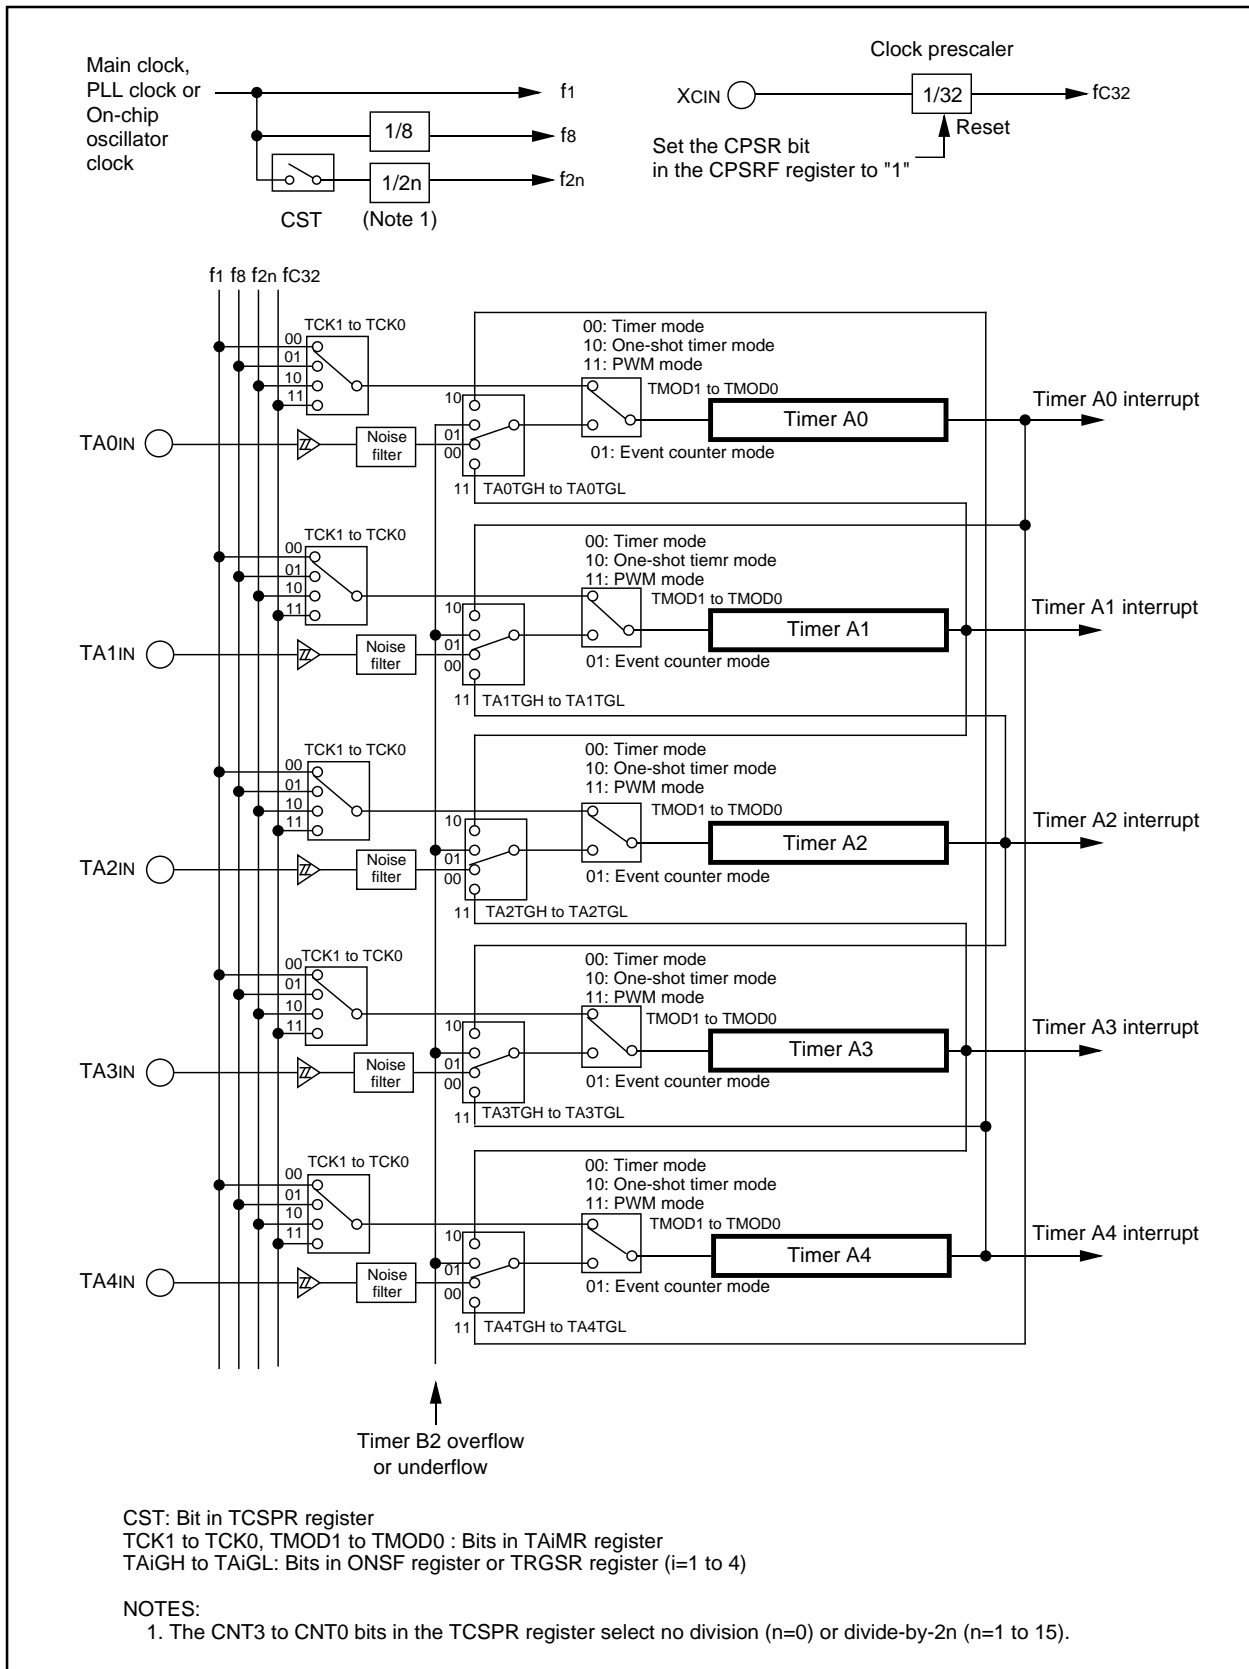 Main clock,
PLL clock or
On-chip
oscillator
clock
f1
1/8
f8
1/2n
f2n
CST
(Note 1)
Clock prescaler
XCIN
1/32
fC32
Reset
Set the CPSR bit
in the CPSRF register to "1"
f1 f8 f2n fC32
TCK1 to TCK0
00
01
10
11
00: Timer mode
10: One-shot timer mode
11: PWM mode
TMOD1 to TMOD0
10
Timer A0
Timer A0 interrupt
TA0IN
Noise
filter
01
00
01: Event counter mode
11
TA0TGH to TA0TGL
TCK1 to TCK0
00
01
10
11
00: Timer mode
10: One-shot tiemr mode
11: PWM mode
TMOD1 to TMOD0
10
Timer A1
Timer A1 interrupt
TA1IN
Noise
filter
01
00
01: Event counter mode
11
TA1TGH to TA1TGL
TCK1 to TCK0
00
01
10
11
00: Timer mode
10: One-shot timer mode
11: PWM mode
TMOD1 to TMOD0
10
Timer A2
Timer A2 interrupt
TA2IN
Noise
filter
01
00
01: Event counter mode
11
TA2TGH to TA2TGL
TCK1 to TCK0
00
01
10
11
00: Timer mode
10: One-shot timer mode
11: PWM mode
TMOD1 to TMOD0
10
Timer A3
Timer A3 interrupt
TA3IN
Noise
filter
01
00
01: Event counter mode
11
TA3TGH to TA3TGL
TCK1 to TCK0
00
01
10
11
00: Timer mode
10: One-shot timer mode
11: PWM mode
TMOD1 to TMOD0
10
Timer A4
Timer A4 interrupt
TA4IN
Noise
filter
01
00
01: Event counter mode
11
TA4TGH to TA4TGL
Timer B2 overflow
or underflow
CST: Bit in TCSPR register
TCK1 to TCK0, TMOD1 to TMOD0 : Bits in TAiMR register
TAiGH to TAiGL: Bits in ONSF register or TRGSR register (i=1 to 4)
NOTES:
1. The CNT3 to CNT0 bits in the TCSPR register select no division (n=0) or divide-by-2n (n=1 to 15).